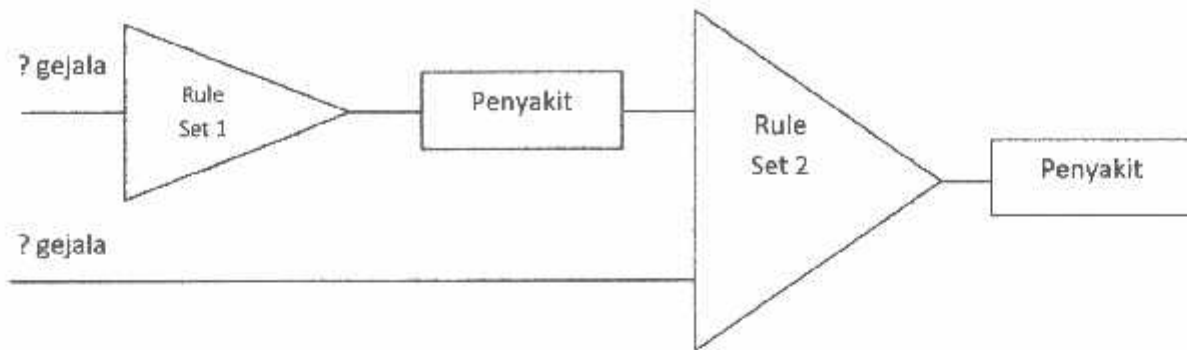 ? gejala
Rule
Set 1
Penyakit
Rule
Set 2
Penyakit
? gejala